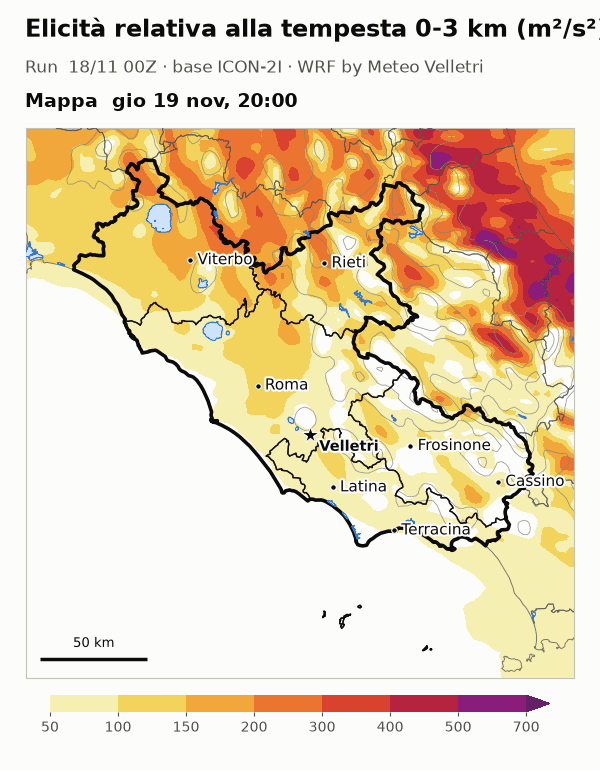 Elicità relativa alla tempesta 0-3 km (m²/s²)
Run 18/11 00Z · base ICON-2I · WRF by Meteo Velletri
Mappa gio 19 nov, 20:00
Viterbo
Rieti
Roma
Velletri
Frosinone
Latina
Cassino
Terracina
50 km
50 100 150 200 300 400 500 700